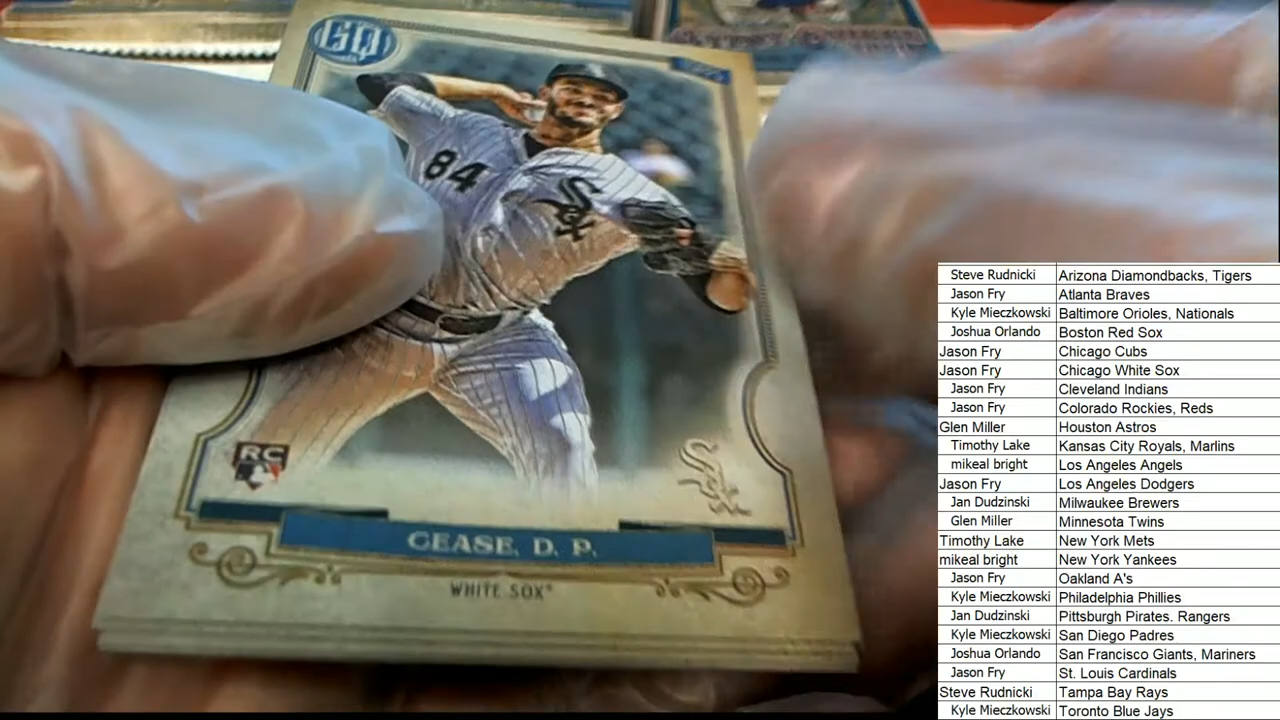 GQ
84
Sox
RC
Sox
CEASE, D. P.
WHITE SOX
Steve Rudnicki Arizona Diamondbacks, Tigers
Jason Fry Atlanta Braves
Kyle Mieczkowski Baltimore Orioles, Nationals
Joshua Orlando Boston Red Sox
Jason Fry Chicago Cubs
Jason Fry Chicago White Sox
Jason Fry Cleveland Indians
Jason Fry Colorado Rockies, Reds
Glen Miller Houston Astros
Timothy Lake Kansas City Royals, Marlins
mikeal bright Los Angeles Angels
Jason Fry Los Angeles Dodgers
Jan Dudzinski Milwaukee Brewers
Glen Miller Minnesota Twins
Timothy Lake New York Mets
mikeal bright New York Yankees
Jason Fry Oakland A's
Kyle Mieczkowski Philadelphia Phillies
Jan Dudzinski Pittsburgh Pirates. Rangers
Kyle Mieczkowski San Diego Padres
Joshua Orlando San Francisco Giants, Mariners
Jason Fry St. Louis Cardinals
Steve Rudnicki Tampa Bay Rays
Kyle Mieczkowski Toronto Blue Jays